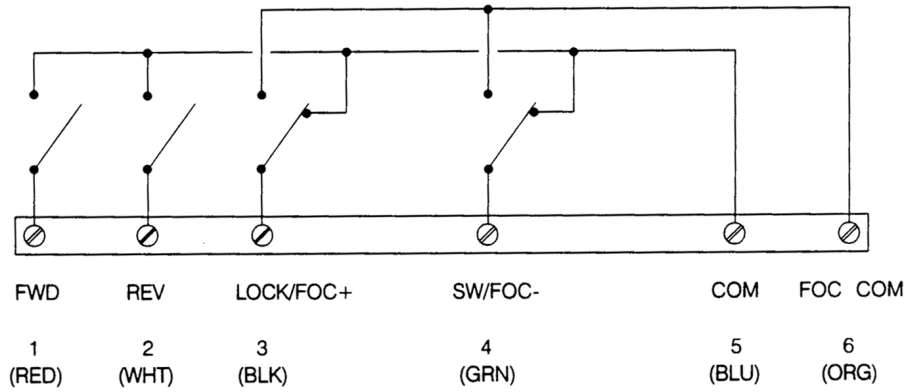 FWD REV LOCK/FOC+ SW/FOC- COM FOC COM
1 2 3 4 5 6
(RED) (WHT) (BLK) (GRN) (BLU) (ORG)